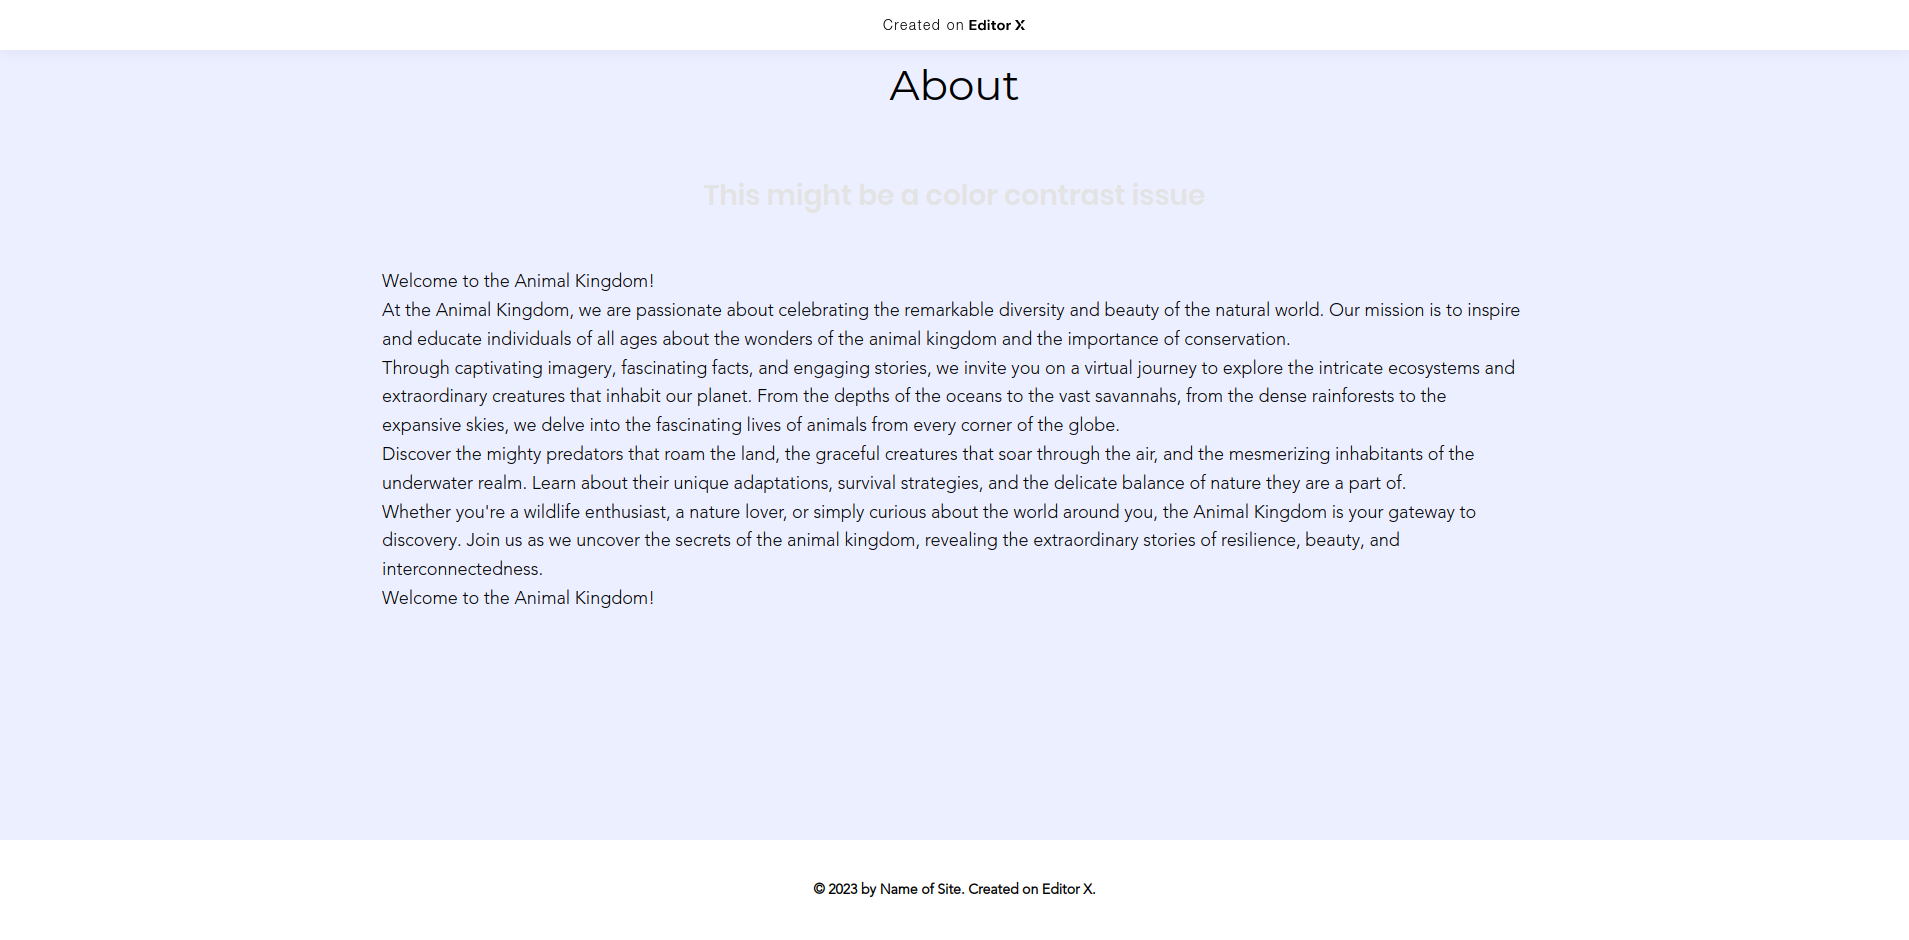 Created on Editor X
About
This might be a color contrast issue
Welcome to the Animal Kingdom!
At the Animal Kingdom, we are passionate about celebrating the remarkable diversity and beauty of the natural world. Our mission is to inspire
and educate individuals of all ages about the wonders of the animal kingdom and the importance of conservation.
Through captivating imagery, fascinating facts, and engaging stories, we invite you on a virtual journey to explore the intricate ecosystems and
extraordinary creatures that inhabit our planet. From the depths of the oceans to the vast savannahs, from the dense rainforests to the
expansive skies, we delve into the fascinating lives of animals from every corner of the globe.
Discover the mighty predators that roam the land, the graceful creatures that soar through the air, and the mesmerizing inhabitants of the
underwater realm. Learn about their unique adaptations, survival strategies, and the delicate balance of nature they are a part of.
Whether you're a wildlife enthusiast, a nature lover, or simply curious about the world around you, the Animal Kingdom is your gateway to
discovery. Join us as we uncover the secrets of the animal kingdom, revealing the extraordinary stories of resilience, beauty, and
interconnectedness.
Welcome to the Animal Kingdom!
© 2023 by Name of Site. Created on Editor X.